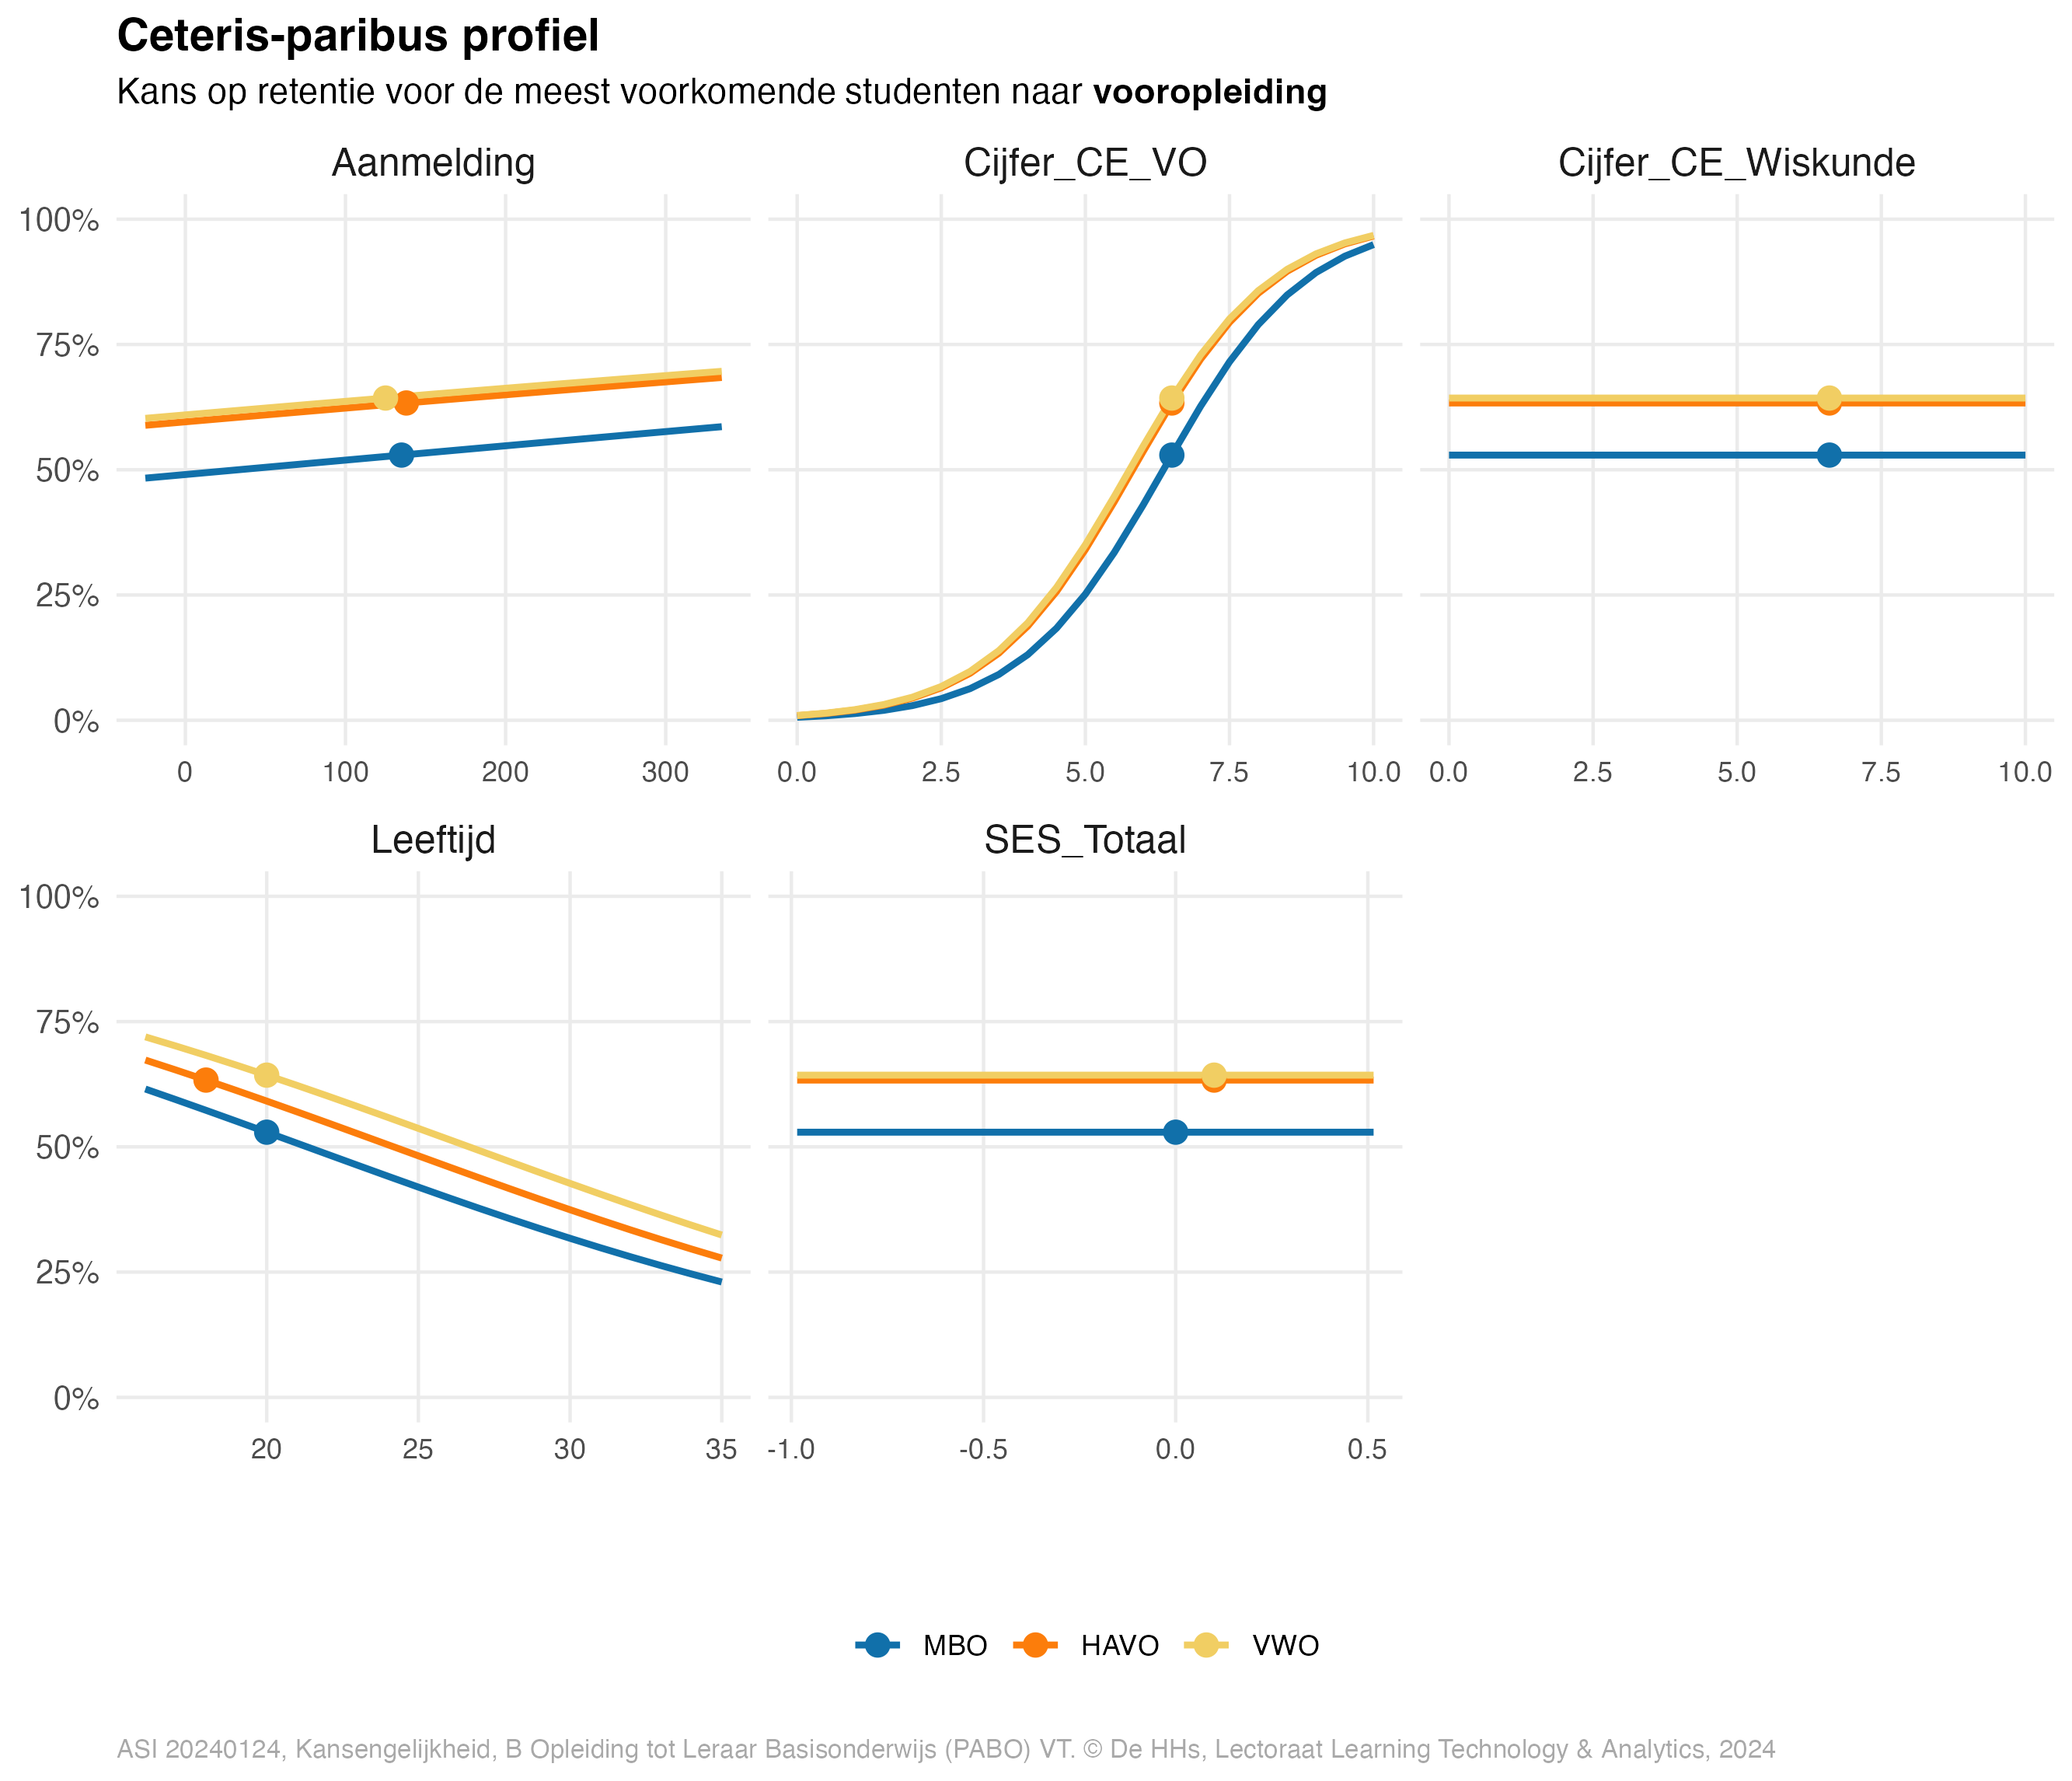 Ceteris-paribus profiel
Kans op retentie voor de meest voorkomende studenten naar vooropleiding
Aanmelding
Cijfer_CE_VO
Cijfer_CE_Wiskunde
100%
75%
50%
25%
0%
0 100 200 300
0.0 2.5 5.0 7.5 10.0
0.0 2.5 5.0 7.5 10.0
Leeftijd
SES_Totaal
100%
75%
50%
25%
0%
20 25 30 35
-1.0 -0.5 0.0 0.5
MBO HAVO VWO
ASI 20240124, Kansengelijkheid, B Opleiding tot Leraar Basisonderwijs (PABO) VT. © De HHs, Lectoraat Learning Technology & Analytics, 2024